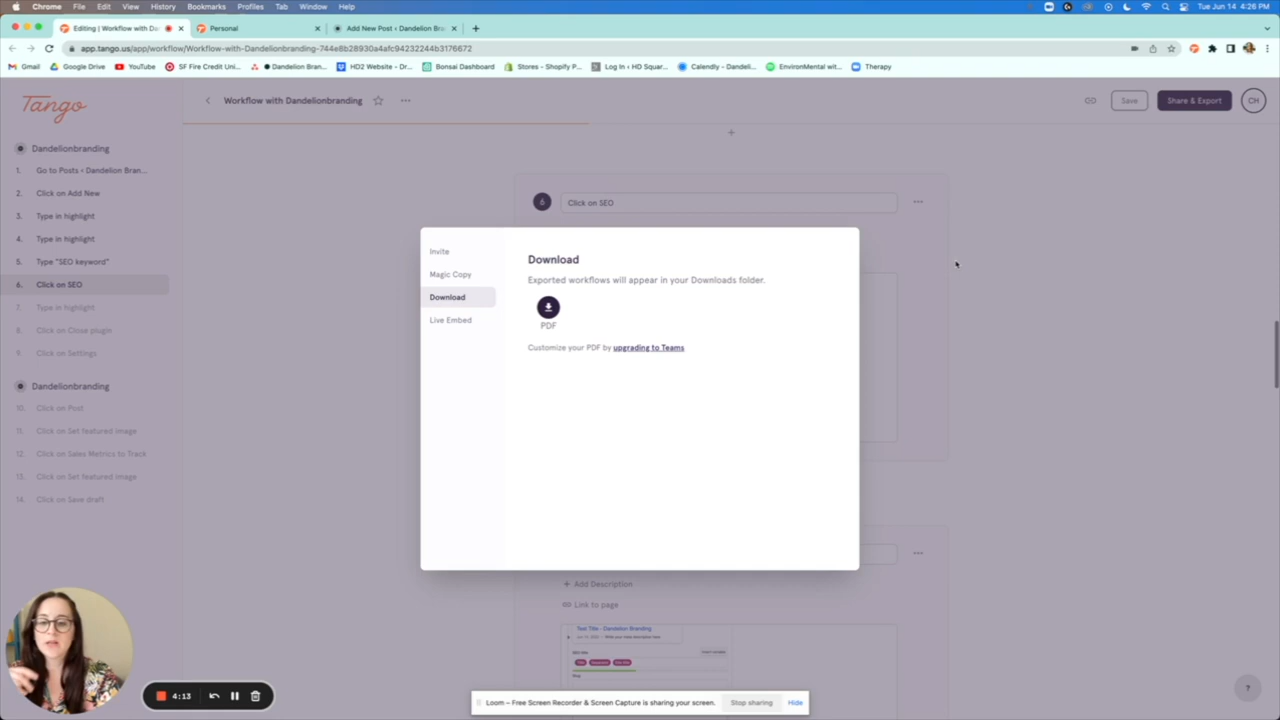 Chrome File Edit View History Bookmarks Profiles Tab Window Help
Tue Jun 14 4:26 PM
Editing | Workflow with Da
Personal
Add New Post ‹ Dandelion Bran
app.tango.us/app/workflow/Workflow-with-Dandelionbranding-744e8b28930a4afc94232244b3176672
Gmail Google Drive YouTube SF Fire Credit Uni... Dandelion Bran... HD2 Website - Dr... Bonsai Dashboard Stores - Shopify P... Log In ‹ HD Squar... Calendly - Dandeli... EnvironMental wit... Therapy
Tango
Workflow with Dandelionbranding
Save
Share & Export
CH
Dandelionbranding
1. Go to Posts ‹ Dandelion Bran...
2. Click on Add New
3. Type in highlight
4. Type in highlight
5. Type "SEO keyword"
6. Click on SEO
7. Type in highlight
8. Click on Close plugin
9. Click on Settings
Dandelionbranding
10. Click on Post
11. Click on Set featured image
12. Click on Sales Metrics to Track
13. Click on Set featured image
14. Click on Save draft
6 Click on SEO
Invite
Magic Copy
Download
Live Embed
Download
Exported workflows will appear in your Downloads folder.
PDF
Customize your PDF by upgrading to Teams
+ Add Description
Link to page
Test Title - Dandelion Branding
SEO title
4:13
Loom – Free Screen Recorder & Screen Capture is sharing your screen.
Stop sharing
Hide
?